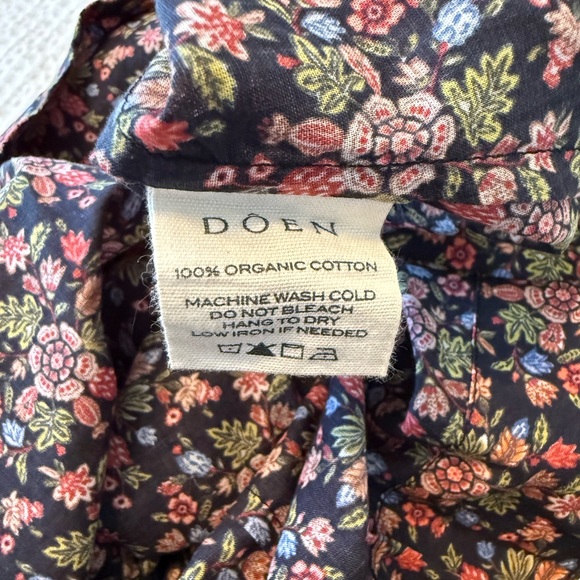 DÔEN
100% ORGANIC COTTON
MACHINE WASH COLD
DO NOT BLEACH
HANG TO DRY
LOW IRON IF NEEDED